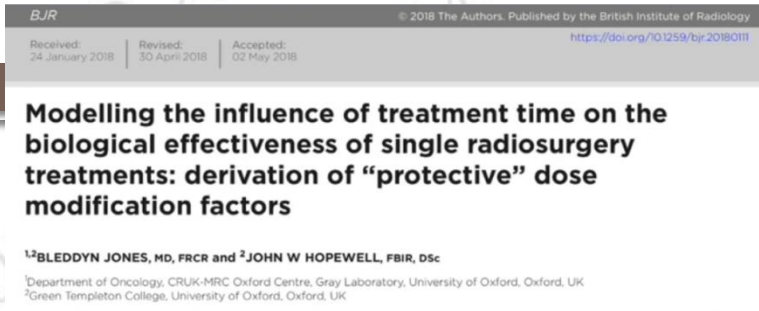 BJR
© 2018 The Authors. Published by the British Institute of Radiology
Received:
24 January 2018
Revised:
30 April 2018
Accepted:
02 May 2018
https://doi.org/10.1259/bjr.20180111
Modelling the influence of treatment time on the
biological effectiveness of single radiosurgery
treatments: derivation of “protective” dose
modification factors
1,2BLEDDYN JONES, MD, FRCR and 2JOHN W HOPEWELL, FBIR, DSc
1Department of Oncology, CRUK-MRC Oxford Centre, Gray Laboratory, University of Oxford, Oxford, UK
2Green Templeton College, University of Oxford, Oxford, UK